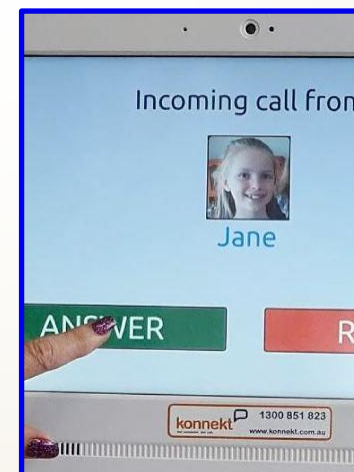 Incoming call from
Jane
ANSWER
R
konnekt
1300 851 823
www.konnekt.com.au